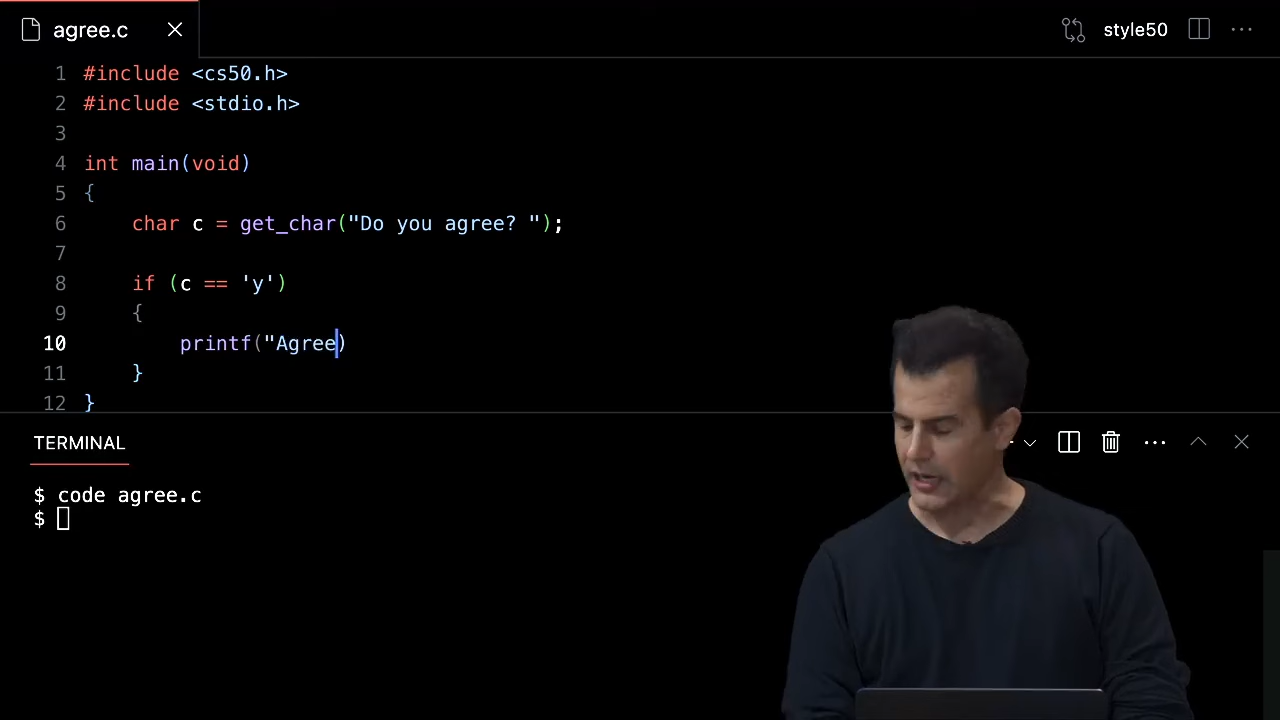 agree.c
style50
1 #include <cs50.h>
2 #include <stdio.h>
3
4 int main(void)
5 {
6     char c = get_char("Do you agree? ");
7
8     if (c == 'y')
9     {
10         printf("Agree)
11     }
12 }
TERMINAL
$ code agree.c
$